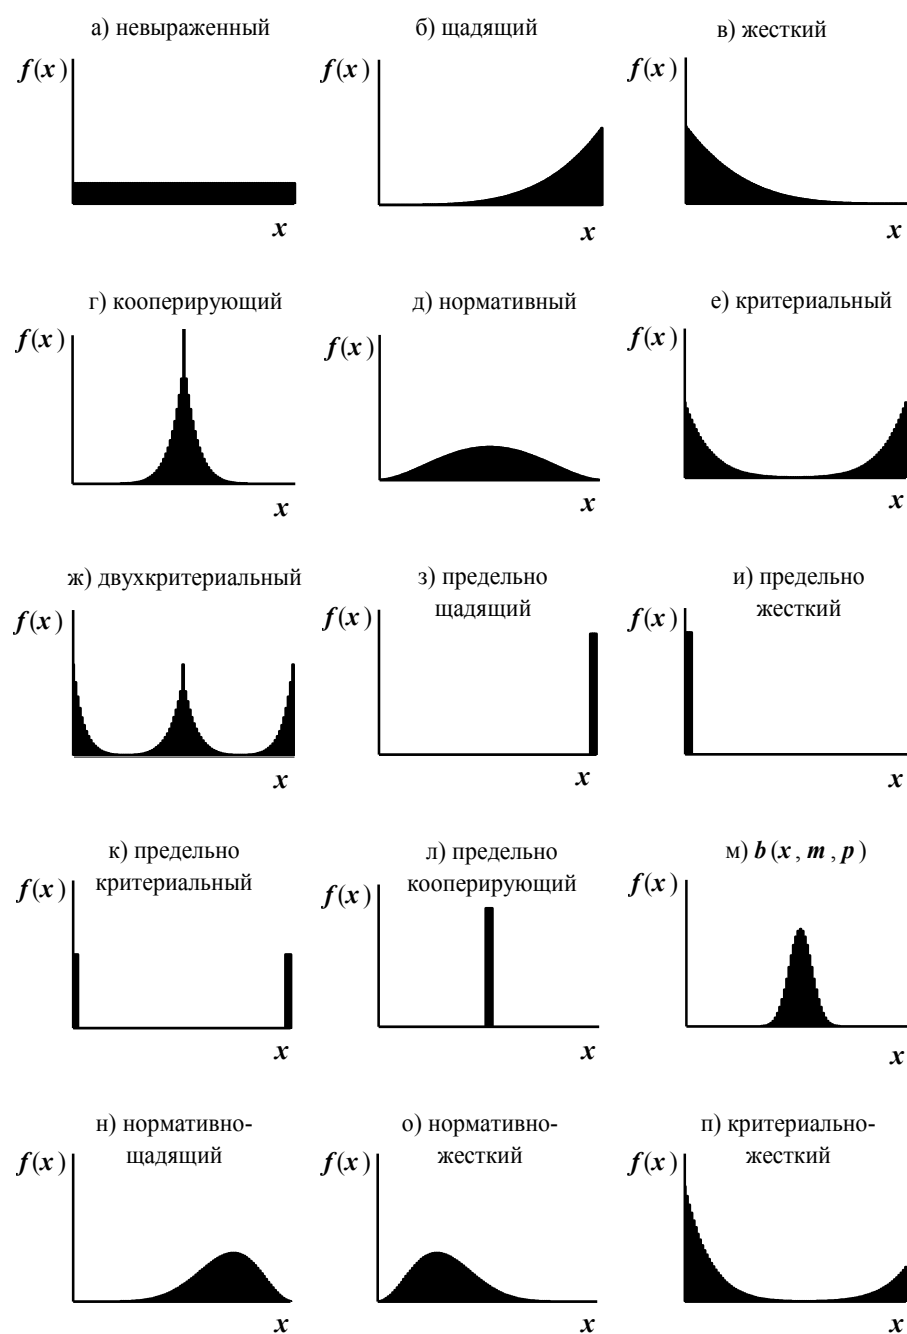 а) невыраженный
f(x)
x
б) щадящий
f(x)
x
в) жесткий
f(x)
x
г) кооперирующий
f(x)
x
д) нормативный
f(x)
x
е) критериальный
f(x)
x
ж) двухкритериальный
f(x)
x
з) предельно
щадящий
f(x)
x
и) предельно
жесткий
f(x)
x
к) предельно
критериальный
f(x)
x
л) предельно
кооперирующий
f(x)
x
м) b(x, m, p)
f(x)
x
н) нормативно-
щадящий
f(x)
x
о) нормативно-
жесткий
f(x)
x
п) критериально-
жесткий
f(x)
x